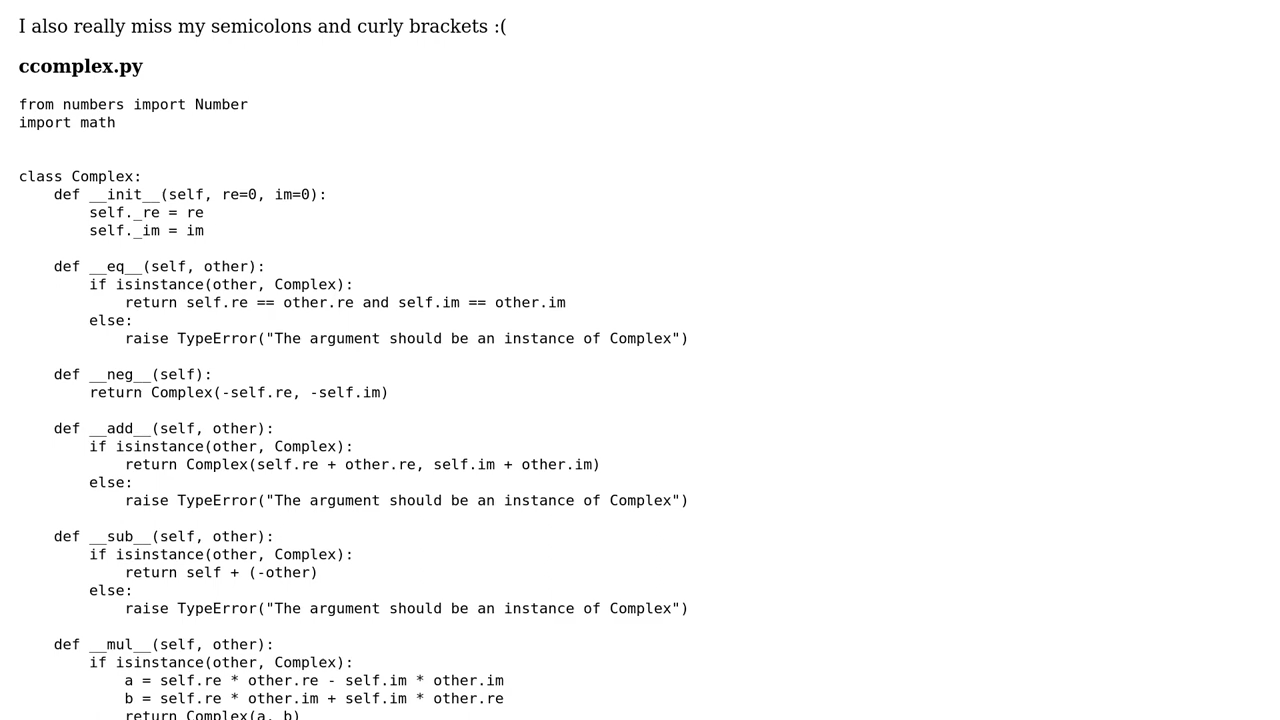 I also really miss my semicolons and curly brackets :(
ccomplex.py
from numbers import Number
import math
class Complex:
    def __init__(self, re=0, im=0):
        self._re = re
        self._im = im
    def __eq__(self, other):
        if isinstance(other, Complex):
            return self.re == other.re and self.im == other.im
        else:
            raise TypeError("The argument should be an instance of Complex")
    def __neg__(self):
        return Complex(-self.re, -self.im)
    def __add__(self, other):
        if isinstance(other, Complex):
            return Complex(self.re + other.re, self.im + other.im)
        else:
            raise TypeError("The argument should be an instance of Complex")
    def __sub__(self, other):
        if isinstance(other, Complex):
            return self + (-other)
        else:
            raise TypeError("The argument should be an instance of Complex")
    def __mul__(self, other):
        if isinstance(other, Complex):
            a = self.re * other.re - self.im * other.im
            b = self.re * other.im + self.im * other.re
            return Complex(a, b)